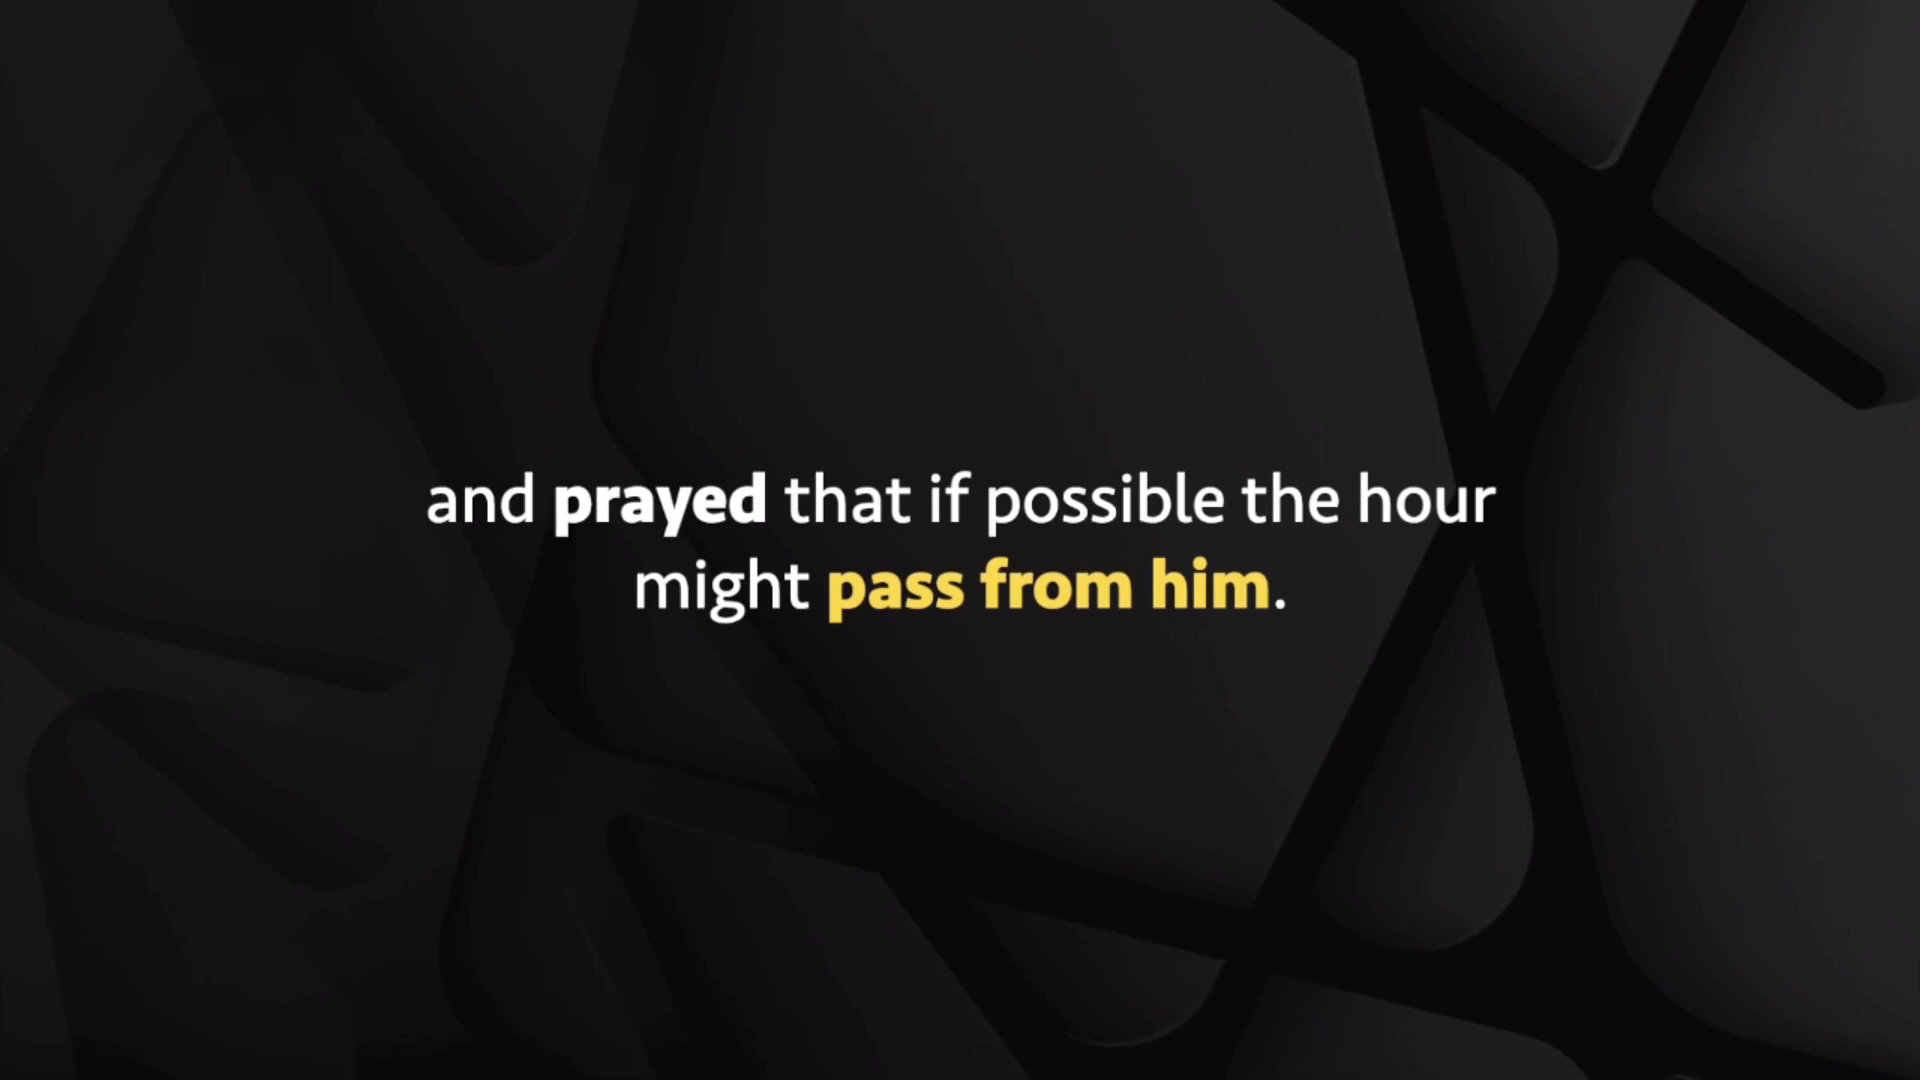 and prayed that if possible the hour
might pass from him.